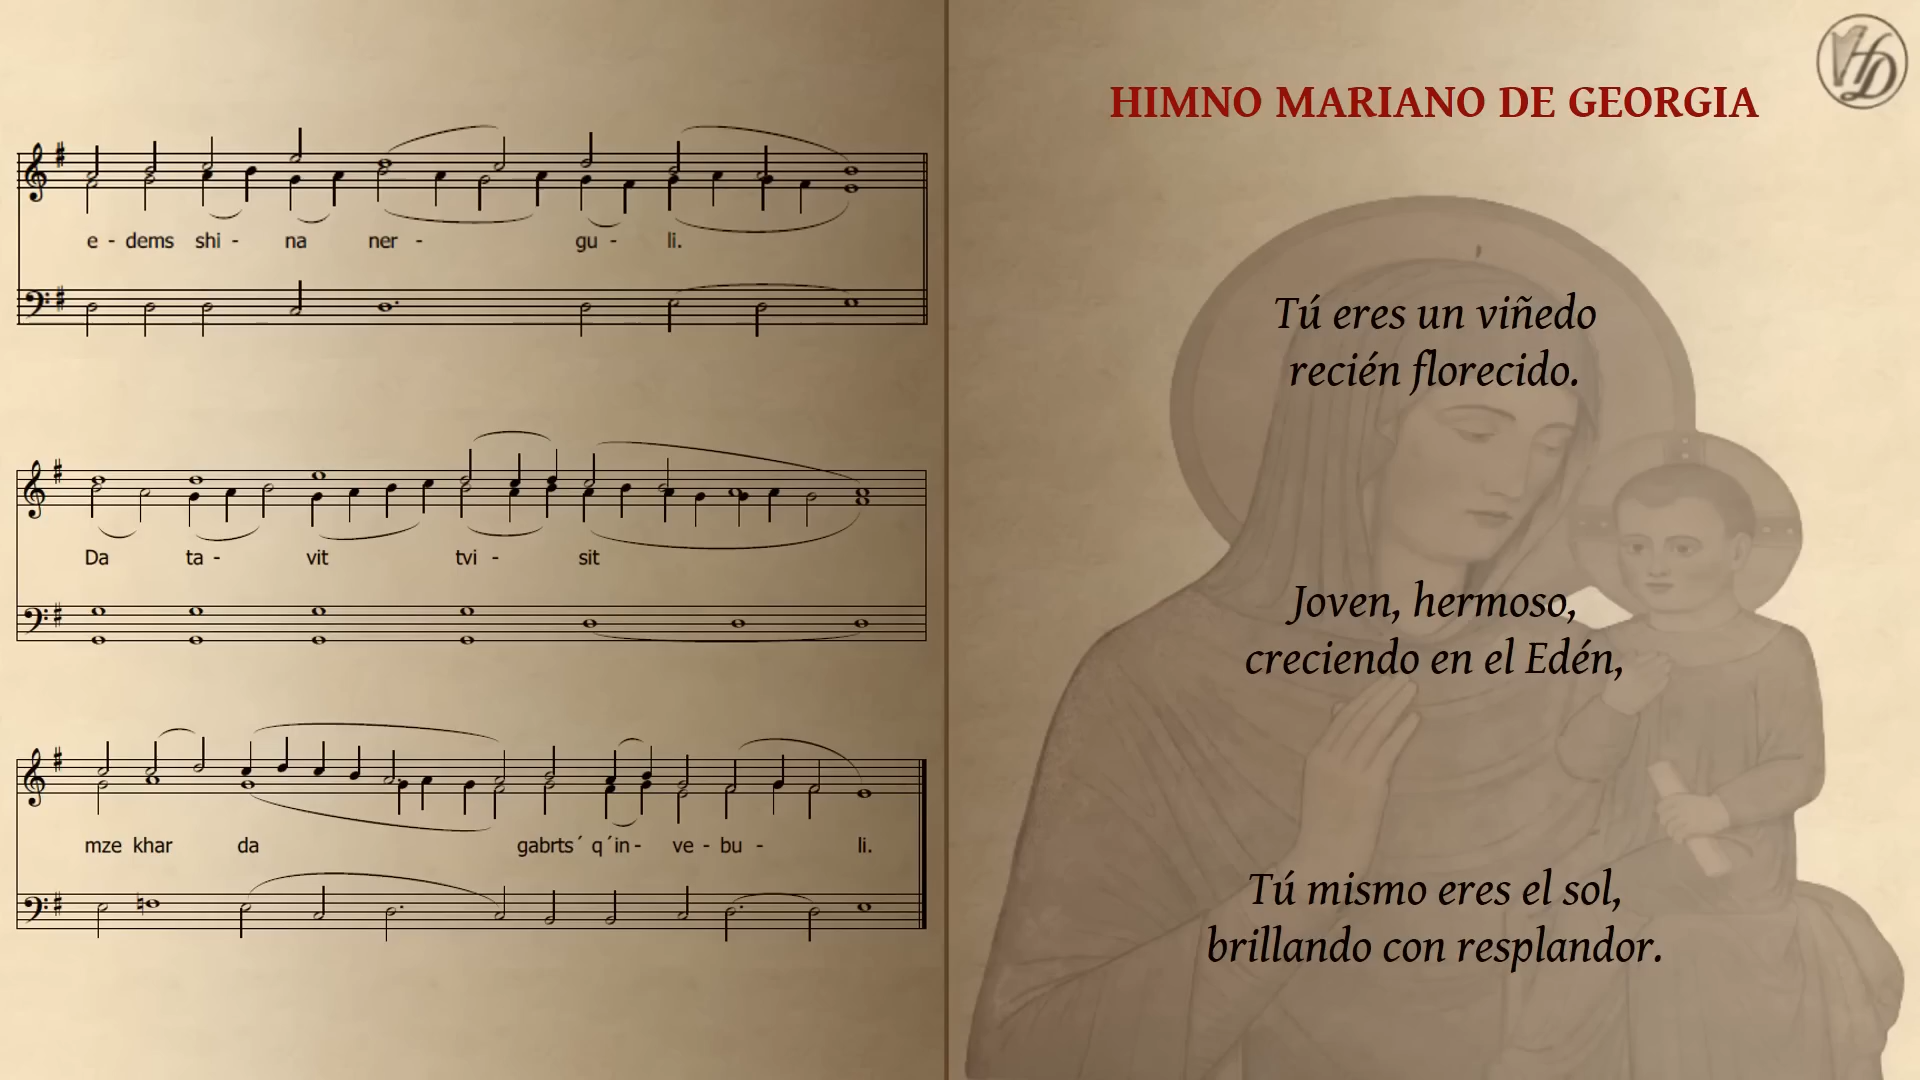 e - dems shi - na ner - gu - li.
Da ta - vit tvi - sit
mze khar da gabrts´ q´in - ve - bu - li.
HIMNO MARIANO DE GEORGIA
HD
Tú eres un viñedo
recién florecido.
Joven, hermoso,
creciendo en el Edén,
Tú mismo eres el sol,
brillando con resplandor.